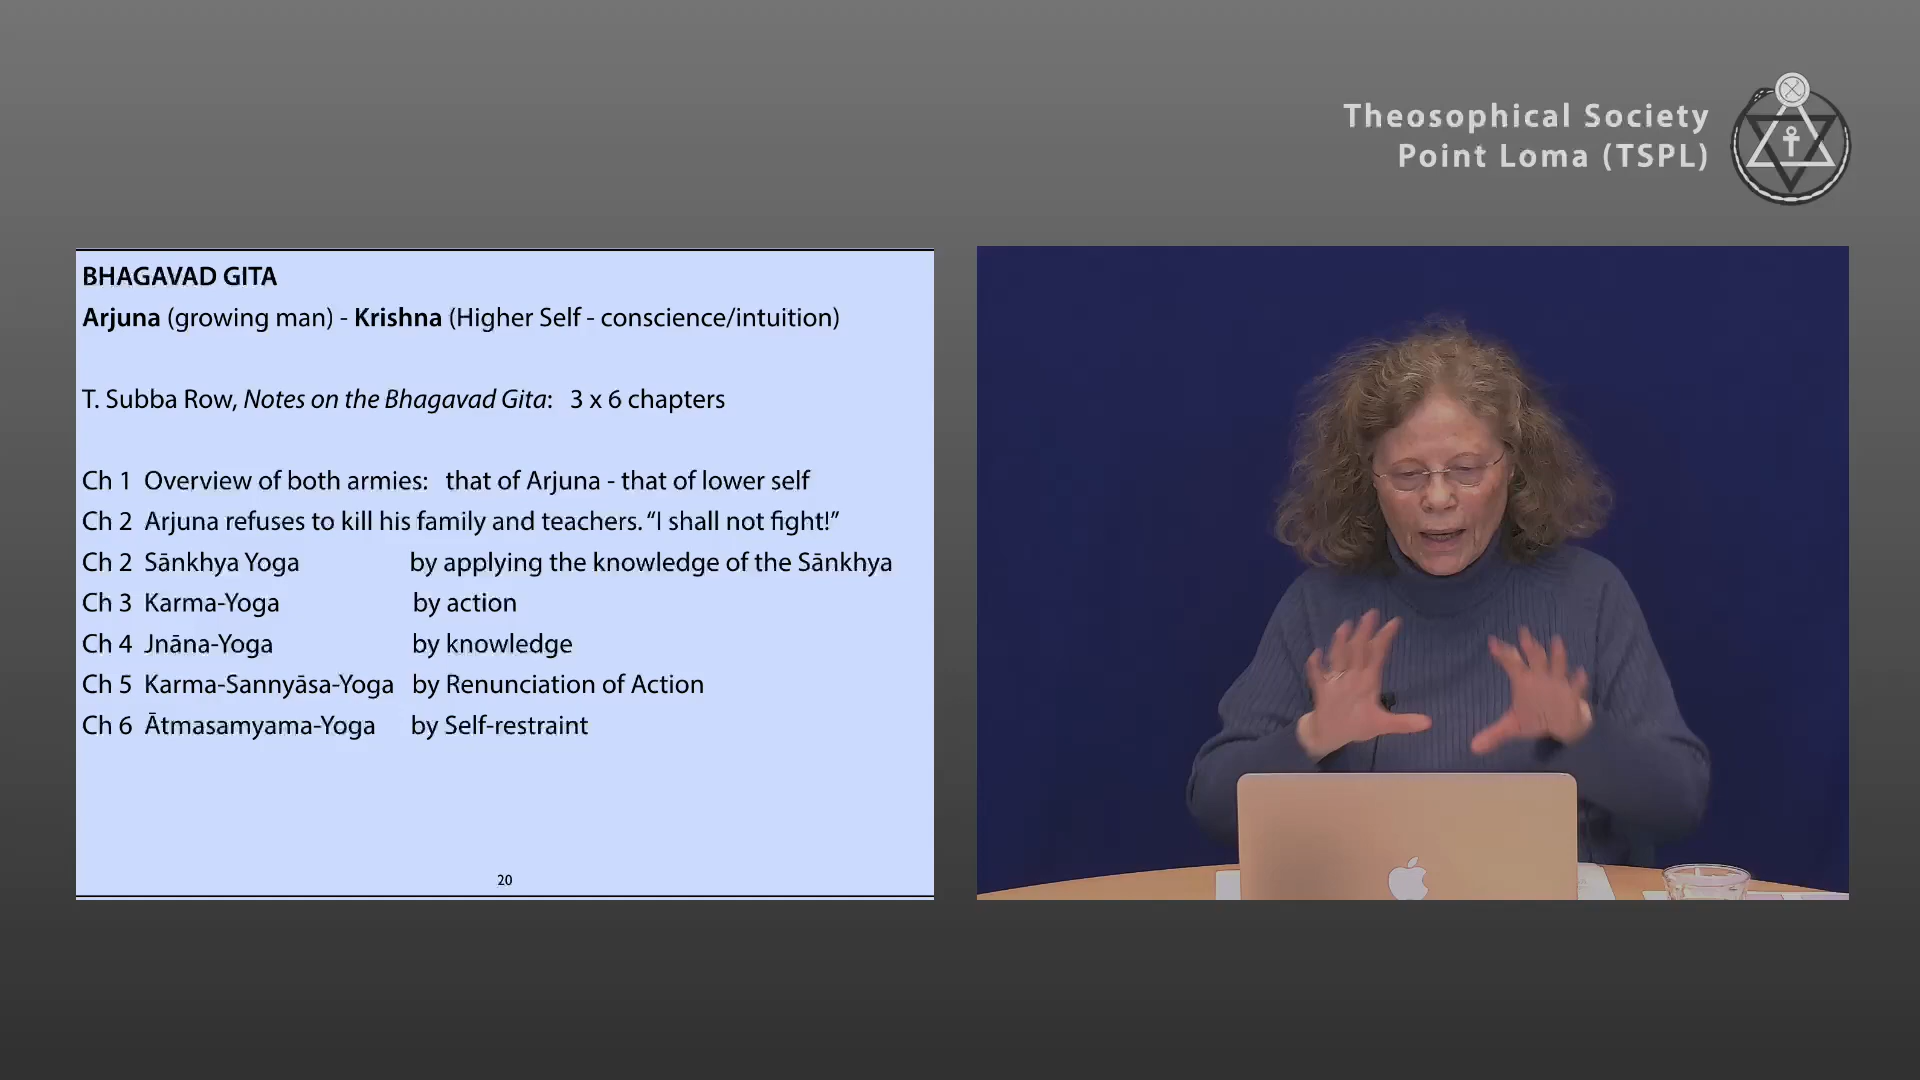 Theosophical Society
Point Loma (TSPL)
BHAGAVAD GITA
Arjuna (growing man) - Krishna (Higher Self - conscience/intuition)
T. Subba Row, Notes on the Bhagavad Gita: 3 x 6 chapters
Ch 1 Overview of both armies: that of Arjuna - that of lower self
Ch 2 Arjuna refuses to kill his family and teachers. “I shall not fight!”
Ch 2 Sānkhya Yoga by applying the knowledge of the Sānkhya
Ch 3 Karma-Yoga by action
Ch 4 Jnāna-Yoga by knowledge
Ch 5 Karma-Sannyāsa-Yoga by Renunciation of Action
Ch 6 Ātmasamyama-Yoga by Self-restraint
20